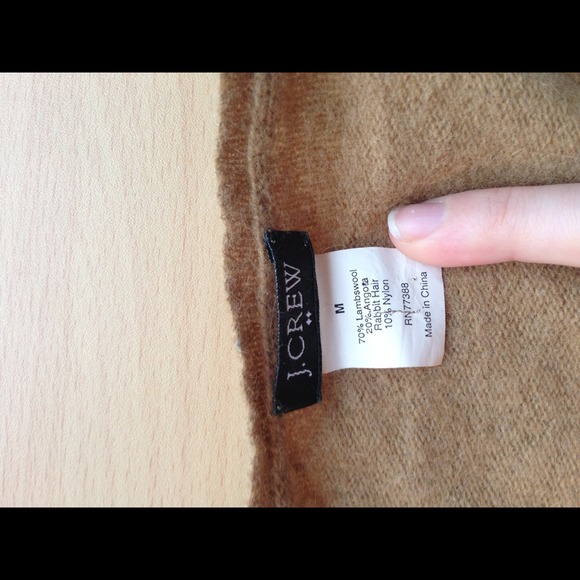 J.CREW
M
70% Lambswool
20% Angora
Rabbit Hair
10% Nylon
RN77388
Made in China